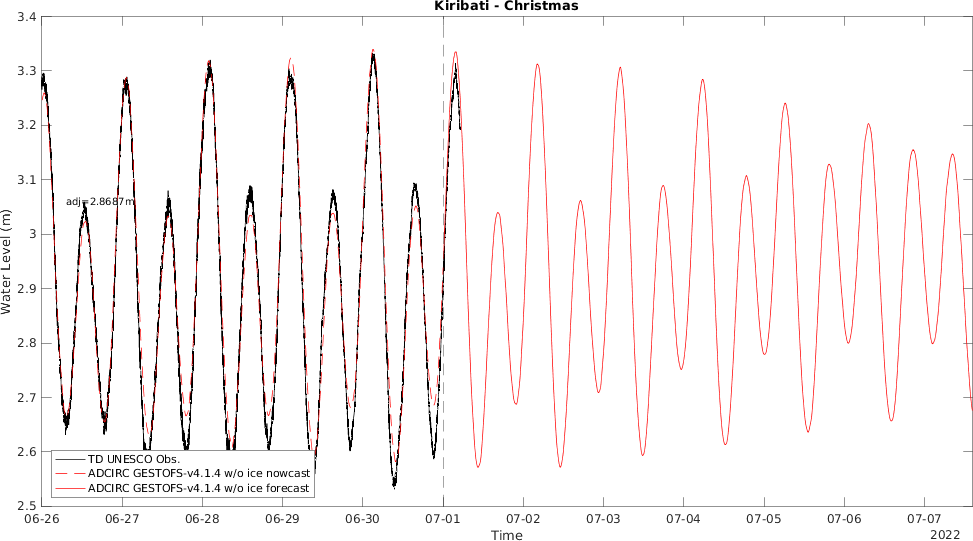 Kiribati - Christmas
3.4
3.3
3.2
3.1
3
2.9
2.8
2.7
2.6
2.5
Water Level (m)
adj=2.8687m
TD UNESCO Obs.
ADCIRC GESTOFS-v4.1.4 w/o ice nowcast
ADCIRC GESTOFS-v4.1.4 w/o ice forecast
06-26 06-27 06-28 06-29 06-30 07-01 07-02 07-03 07-04 07-05 07-06 07-07
Time
2022